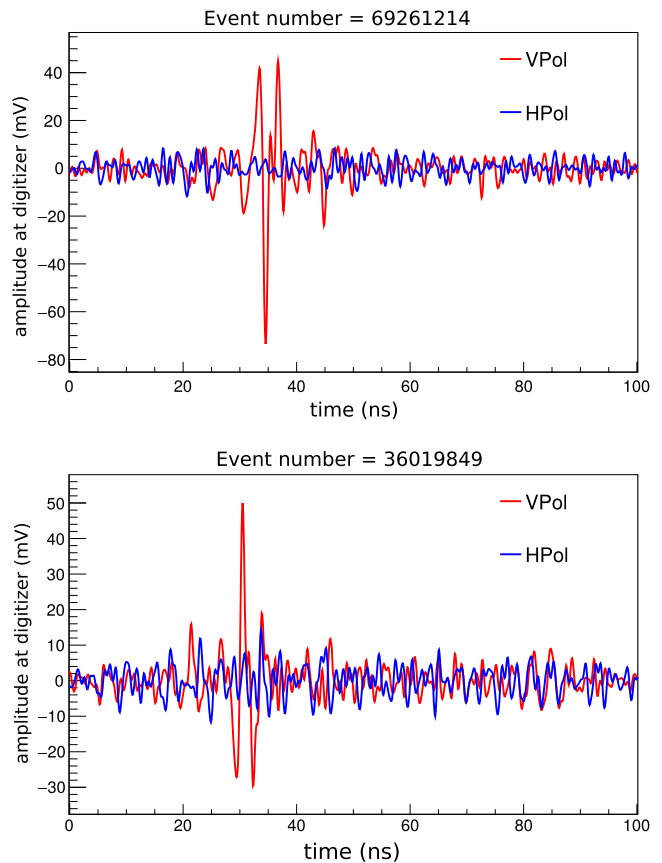 Event number = 69261214
VPol
HPol
amplitude at digitizer (mV)
40
20
0
−20
−40
−60
−80
0 20 40 60 80 100
time (ns)
Event number = 36019849
VPol
HPol
amplitude at digitizer (mV)
50
40
30
20
10
0
−10
−20
−30
0 20 40 60 80 100
time (ns)